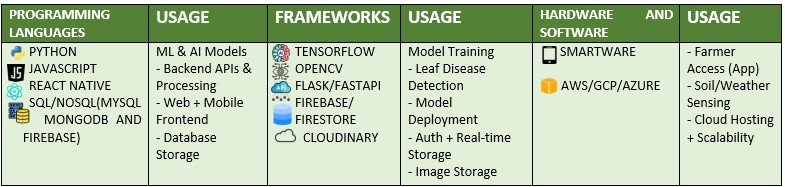 PROGRAMMING
LANGUAGES
USAGE
FRAMEWORKS
USAGE
HARDWARE AND
SOFTWARE
USAGE
PYTHON
JAVASCRIPT
REACT NATIVE
SQL/NOSQL(MYSQL
MONGODB AND
FIREBASE)
ML & AI Models
- Backend APIs &
Processing
- Web + Mobile
Frontend
- Database
Storage
TENSORFLOW
OPENCV
FLASK/FASTAPI
FIREBASE/
FIRESTORE
CLOUDINARY
Model Training
- Leaf Disease
Detection
- Model
Deployment
- Auth + Real-time
Storage
- Image Storage
SMARTWARE
AWS/GCP/AZURE
- Farmer
Access (App)
- Soil/Weather
Sensing
- Cloud Hosting
+ Scalability